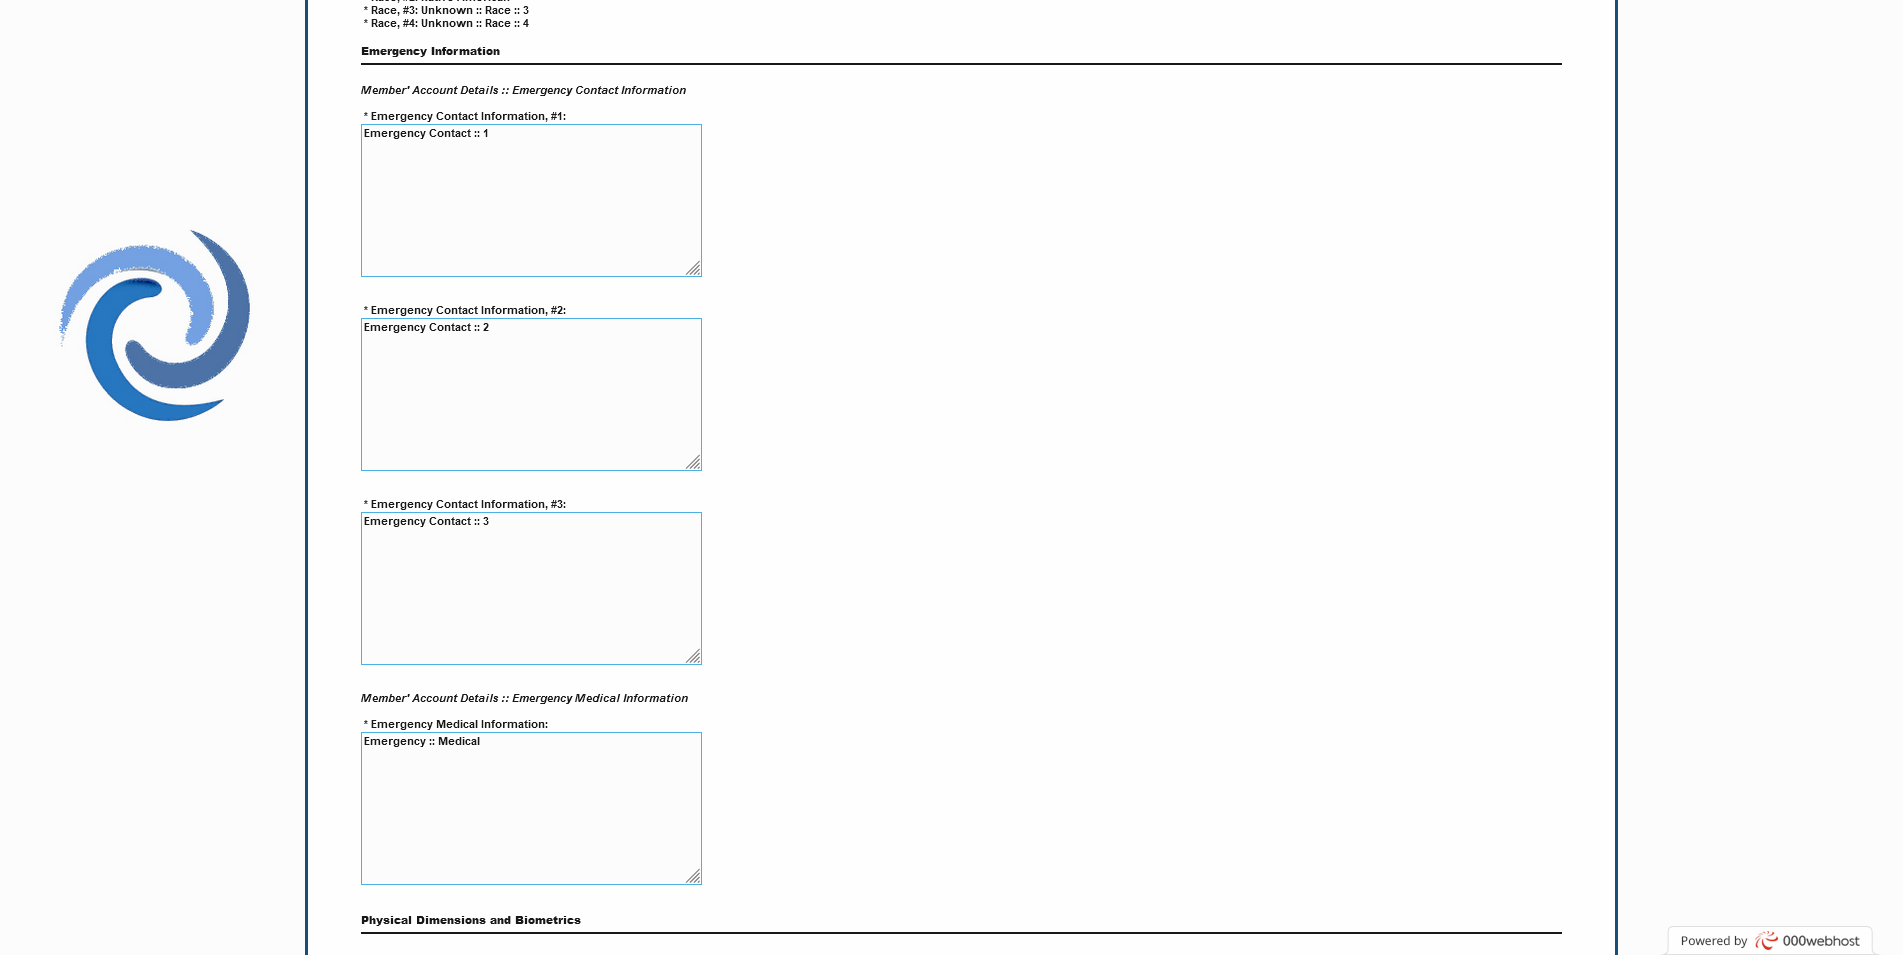 * Race, #3: Unknown :: Race :: 3
* Race, #4: Unknown :: Race :: 4
Emergency Information
Member' Account Details :: Emergency Contact Information
* Emergency Contact Information, #1:
Emergency Contact :: 1
* Emergency Contact Information, #2:
Emergency Contact :: 2
* Emergency Contact Information, #3:
Emergency Contact :: 3
Member' Account Details :: Emergency Medical Information
* Emergency Medical Information:
Emergency :: Medical
Physical Dimensions and Biometrics
Powered by 000webhost